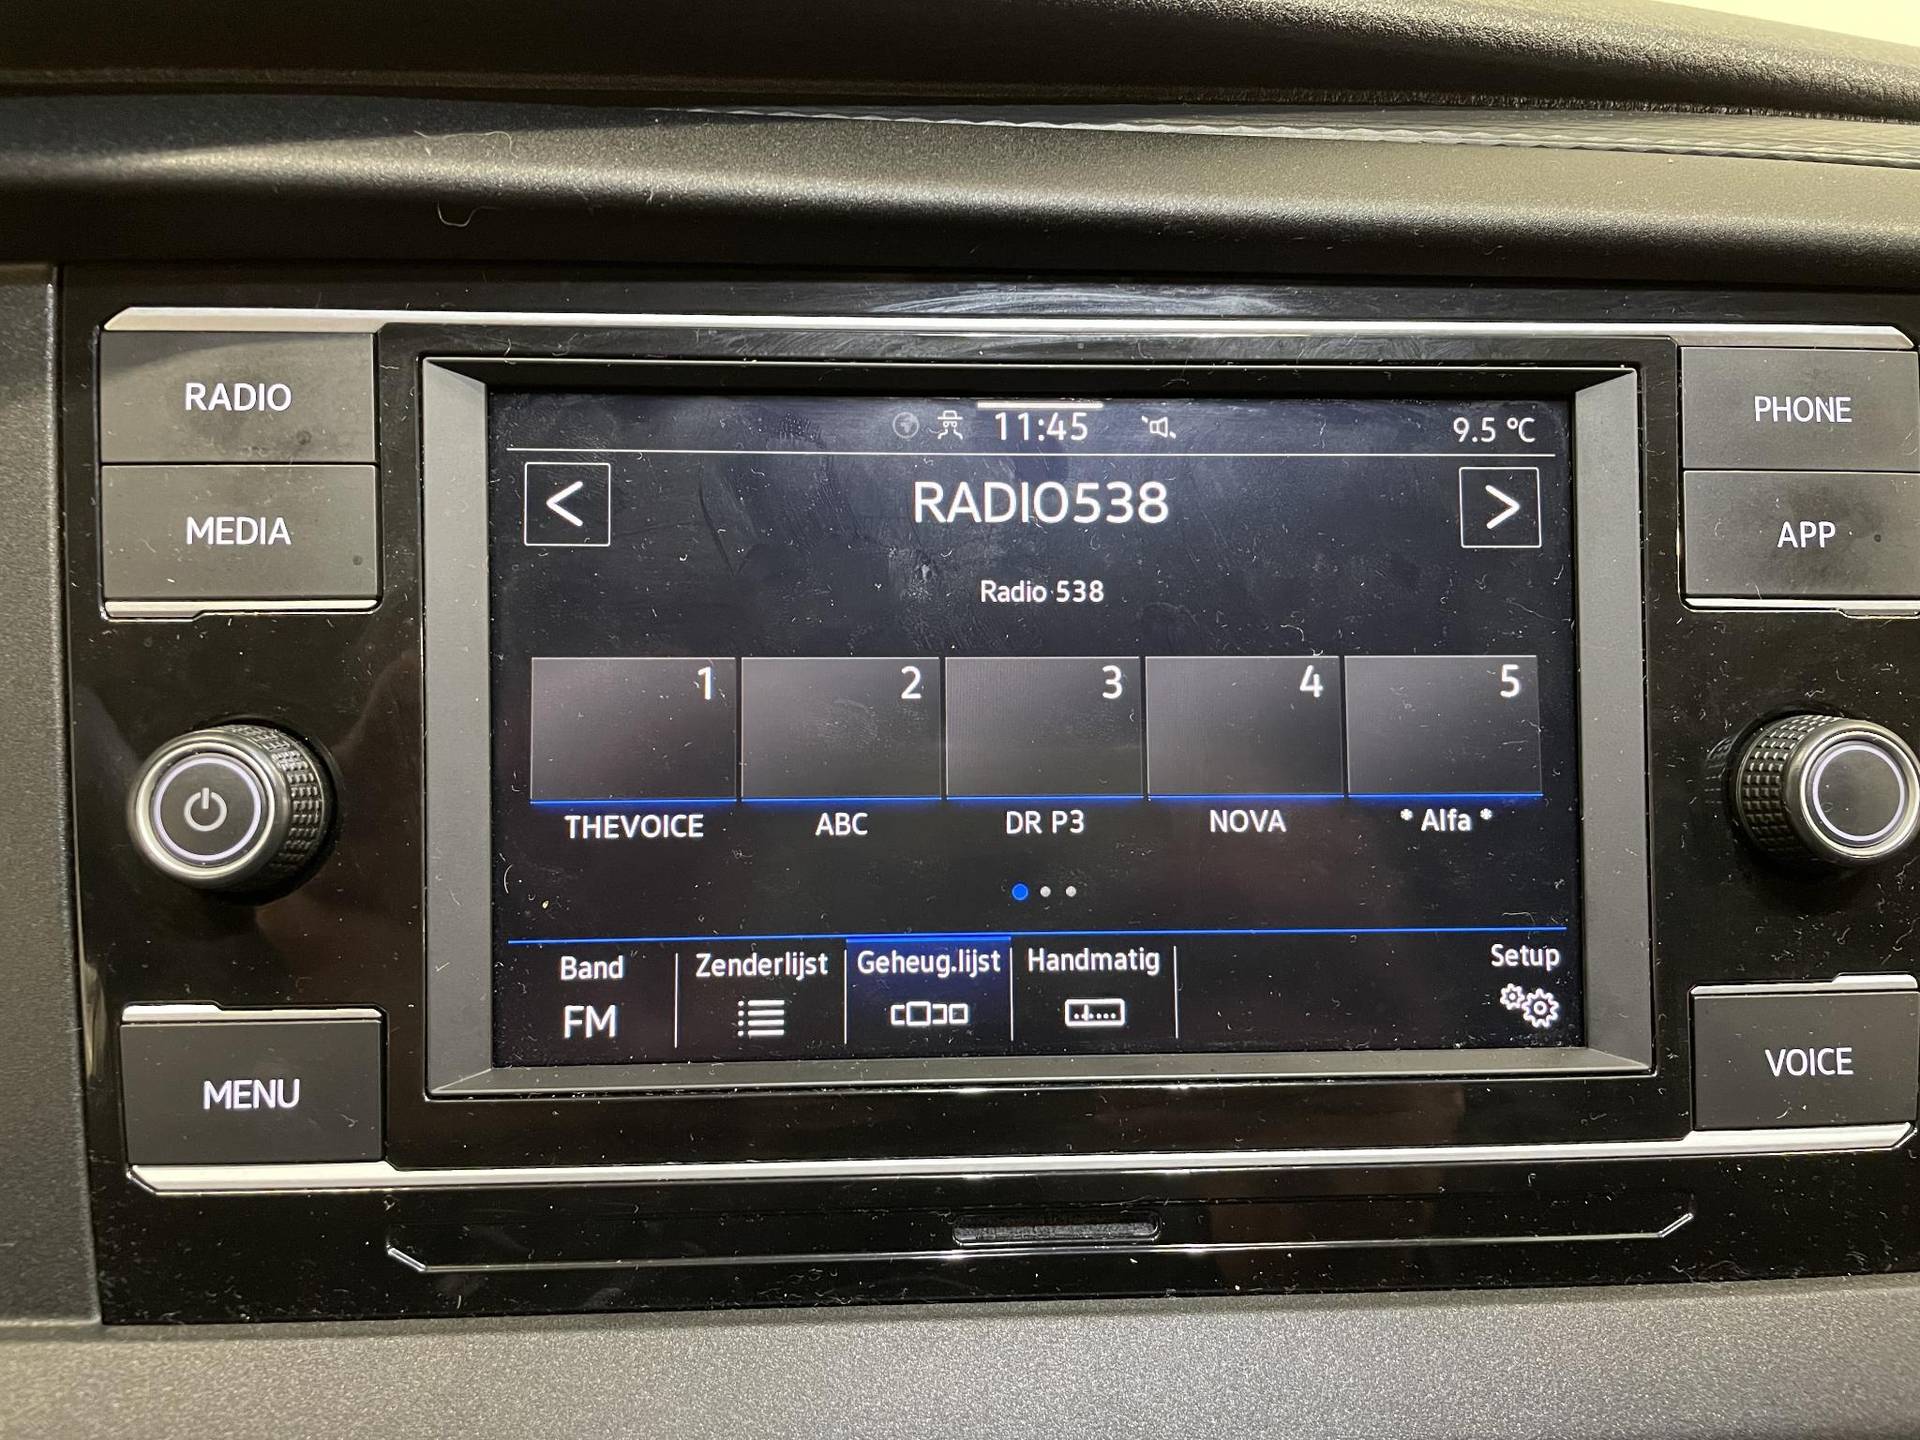 RADIO
MEDIA
MENU
11:45
9.5 °C
<
RADIO538
>
Radio 538
1
2
3
4
5
THEVOICE
ABC
DR P3
NOVA
* Alfa *
Band
FM
Zenderlijst
Geheug.lijst
Handmatig
Setup
PHONE
APP
VOICE